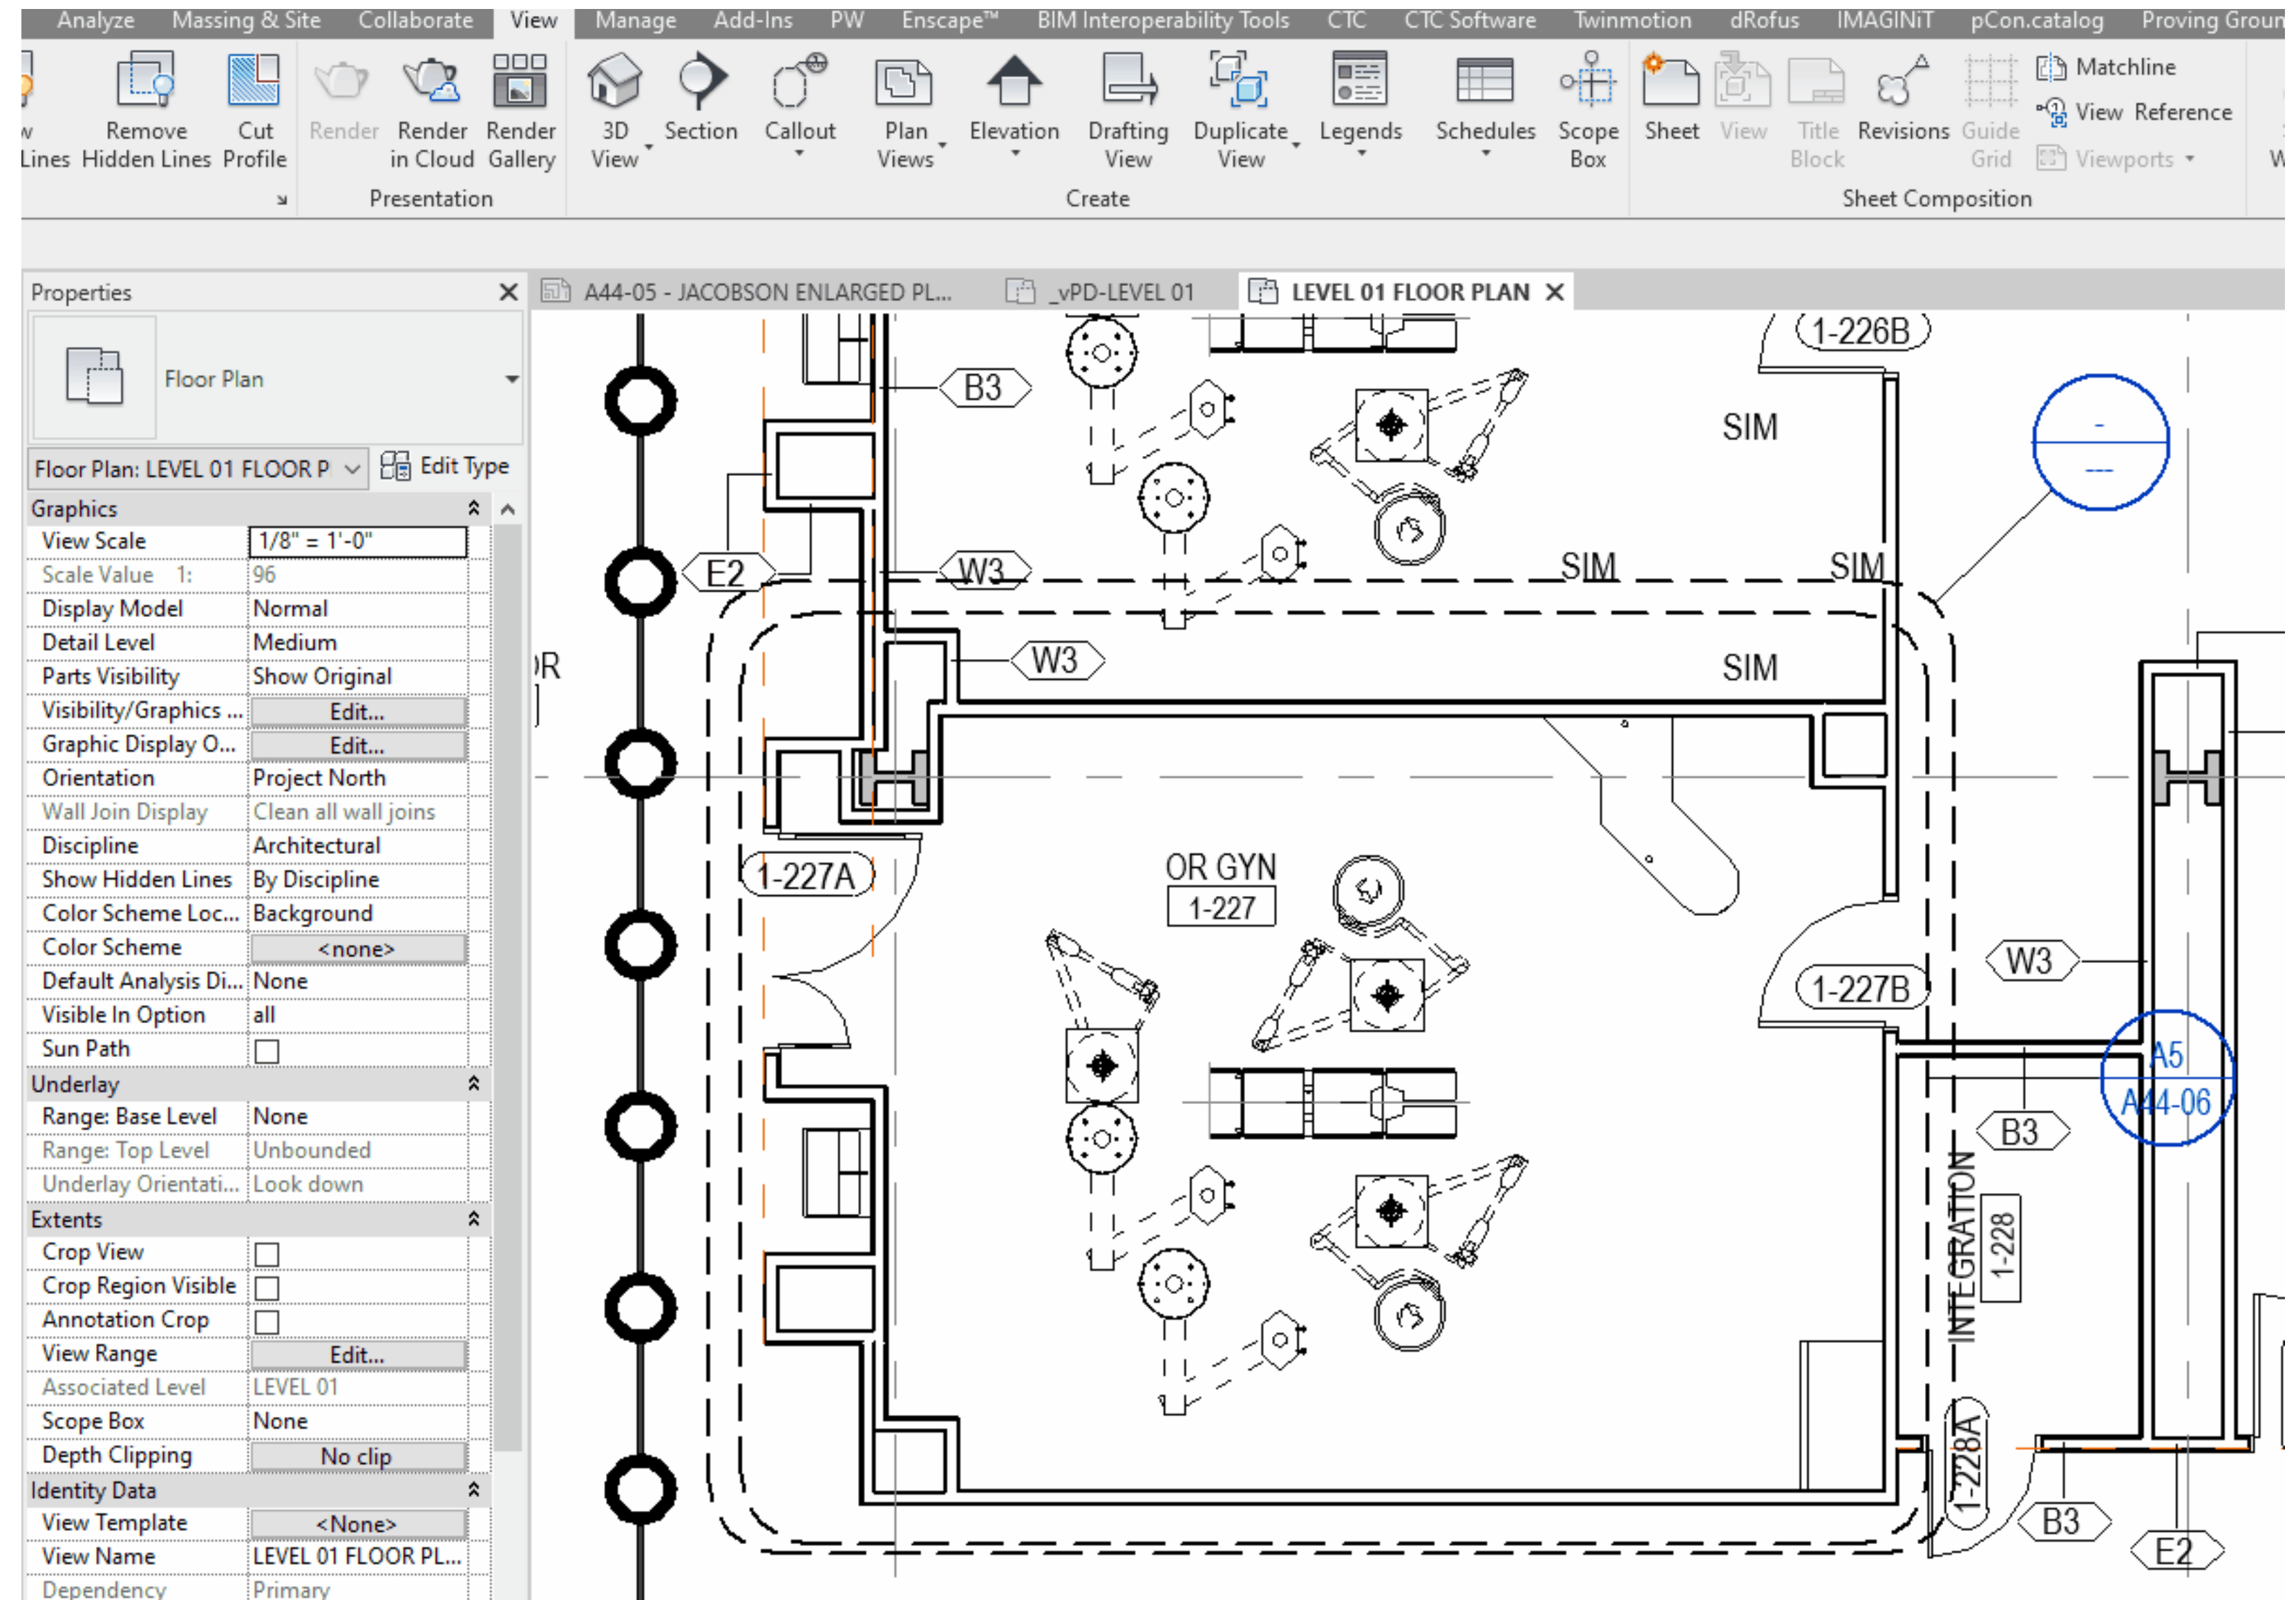 Analyze Massing & Site Collaborate View Manage Add-Ins PW Enscape™ BIM Interoperability Tools CTC CTC Software Twinmotion dRofus IMAGINiT pCon.catalog Proving
Lines
Remove Hidden Lines
Cut Profile
Render
Render in Cloud
Render Gallery
3D View
Section
Callout
Plan Views
Elevation
Drafting View
Duplicate View
Legends
Schedules
Scope Box
Sheet
View
Title Block
Revisions
Guide Grid
Matchline
View Reference
Viewports
Presentation
Create
Sheet Composition
Properties
A44-05 - JACOBSON ENLARGED PL...
_vPD-LEVEL 01
LEVEL 01 FLOOR PLAN
Floor Plan
Floor Plan: LEVEL 01 FLOOR P
Edit Type
Graphics
View Scale 1/8" = 1'-0"
Scale Value 1: 96
Display Model Normal
Detail Level Medium
Parts Visibility Show Original
Visibility/Graphics ... Edit...
Graphic Display O... Edit...
Orientation Project North
Wall Join Display Clean all wall joins
Discipline Architectural
Show Hidden Lines By Discipline
Color Scheme Loc... Background
Color Scheme <none>
Default Analysis Di... None
Visible In Option all
Sun Path
Underlay
Range: Base Level None
Range: Top Level Unbounded
Underlay Orientati... Look down
Extents
Crop View
Crop Region Visible
Annotation Crop
View Range Edit...
Associated Level LEVEL 01
Scope Box None
Depth Clipping No clip
Identity Data
View Template <None>
View Name LEVEL 01 FLOOR PL...
Dependency Primary
1-226B
B3
SIM
-
---
E2
W3
SIM
SIM
W3
SIM
1-227A
OR GYN
1-227
W3
1-227B
A5
A44-06
B3
INTEGRATION
1-228
1-228A
B3
E2